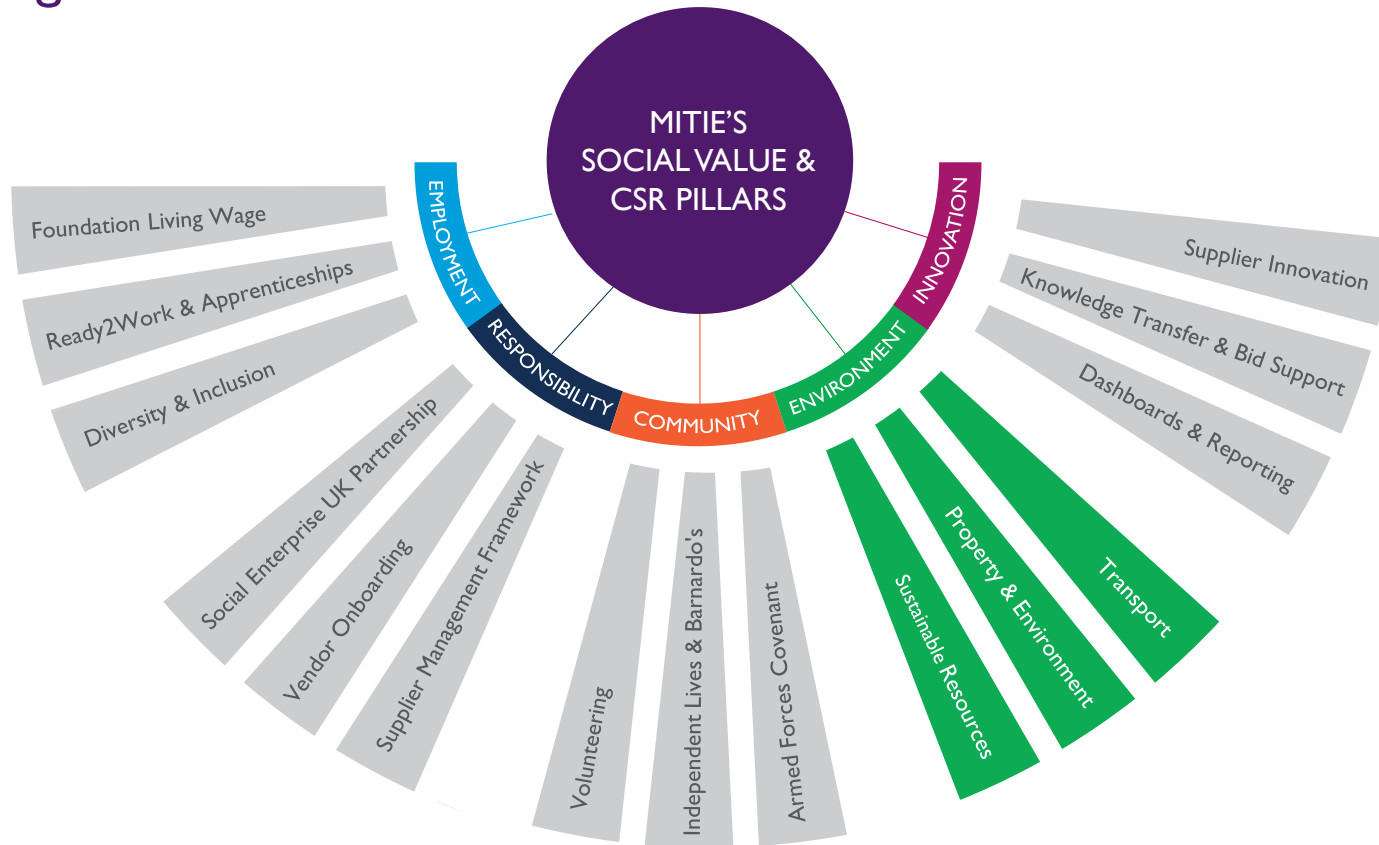 MITIE'S
SOCIAL VALUE &
CSR PILLARS
EMPLOYMENT
RESPONSIBILITY
COMMUNITY
ENVIRONMENT
INNOVATION
Foundation Living Wage
Ready2Work & Apprenticeships
Diversity & Inclusion
Social Enterprise UK Partnership
Vendor Onboarding
Supplier Management Framework
Volunteering
Independent Lives & Barnardo's
Armed Forces Covenant
Sustainable Resources
Property & Environment
Transport
Dashboards & Reporting
Knowledge Transfer & Bid Support
Supplier Innovation